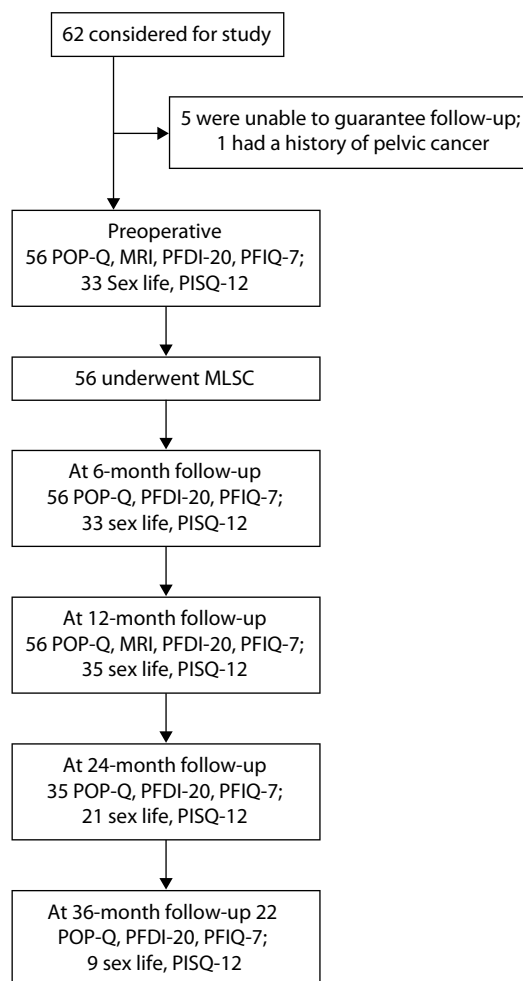 62 considered for study
5 were unable to guarantee follow-up;
1 had a history of pelvic cancer
Preoperative
56 POP-Q, MRI, PFDI-20, PFIQ-7;
33 Sex life, PISQ-12
56 underwent MLSC
At 6-month follow-up
56 POP-Q, PFDI-20, PFIQ-7;
33 sex life, PISQ-12
At 12-month follow-up
56 POP-Q, MRI, PFDI-20, PFIQ-7;
35 sex life, PISQ-12
At 24-month follow-up
35 POP-Q, PFDI-20, PFIQ-7;
21 sex life, PISQ-12
At 36-month follow-up 22
POP-Q, PFDI-20, PFIQ-7;
9 sex life, PISQ-12